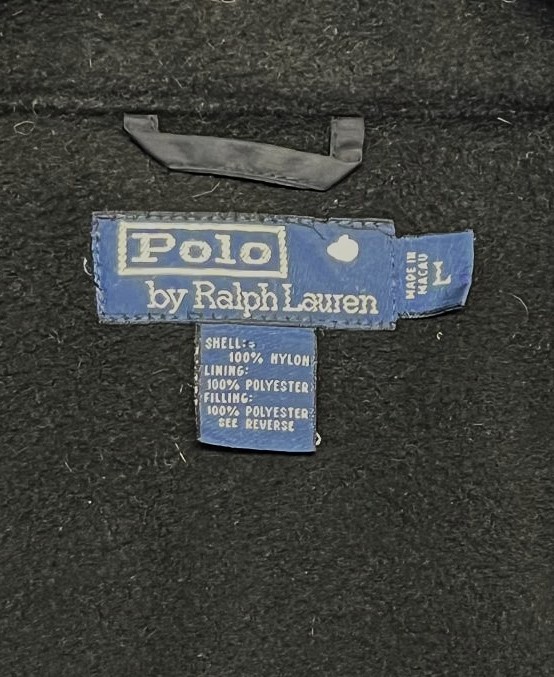 Polo
by Ralph Lauren
MADE IN
MACAU
L
SHELL:
100% NYLON
LINING:
100% POLYESTER
FILLING:
100% POLYESTER
SEE REVERSE